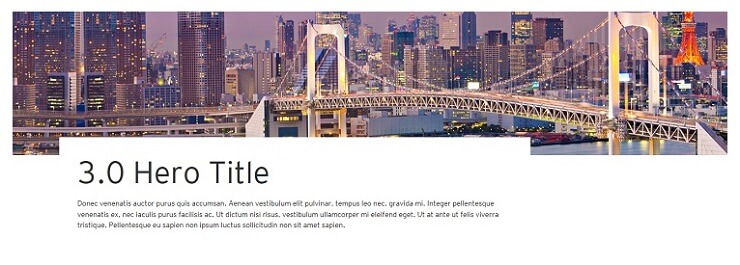 3.0 Hero Title
Donec venenatis auctor purus quis accumsan. Aenean vestibulum elit pulvinar, tempus leo nec, gravida mi. Integer pellentesque
venenatis ex, nec iaculis purus facilisis ac. Ut dictum nisi risus, vestibulum ullamcorper mi eleifend eget. Ut at ante ut felis viverra
tristique. Pellentesque eu sapien non ipsum luctus sollicitudin non sit amet sapien.